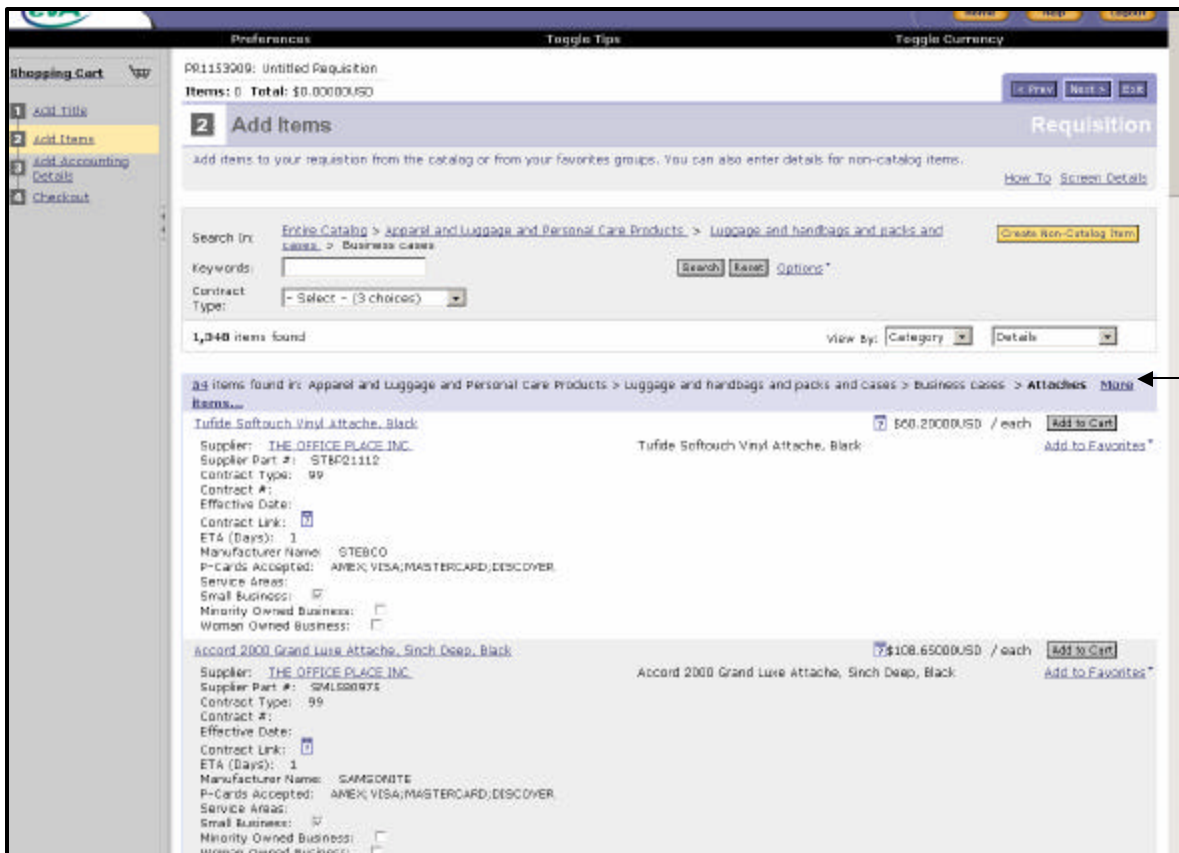 eVA
Home Help Logout
Preferences Toggle Tips Toggle Currency
Shopping Cart
1 Add Title
2 Add Items
3 Add Accounting Details
4 Checkout
PR1153909: Untitled Requisition
Items: 0 Total: $0.00000USD
< Prev Next > Exit
2 Add Items Requisition
Add items to your requisition from the catalog or from your favorites groups. You can also enter details for non-catalog items.
How To Screen Details
Search In: Entire Catalog > Apparel and Luggage and Personal Care Products > Luggage and handbags and packs and
cases > Business cases
Create Non-Catalog Item
Keywords: Search Reset Options*
Contract Type: - Select - (3 choices)
1,348 items found View By: Category Details
84 items found in: Apparel and Luggage and Personal Care Products > Luggage and handbags and packs and cases > Business cases > Attaches More
items...
Tufide Softouch Vinyl Attache, Black ? $60.20000USD / each Add to Cart
Supplier: THE OFFICE PLACE INC. Tufide Softouch Vinyl Attache, Black Add to Favorites*
Supplier Part #: STBP21112
Contract Type: 99
Contract #:
Effective Date:
Contract Link: ?
ETA (Days): 1
Manufacturer Name: STEBCO
P-Cards Accepted: AMEX;VISA;MASTERCARD;DISCOVER
Service Areas:
Small Business:
Minority Owned Business:
Woman Owned Business:
Accord 2000 Grand Luxe Attache, 5inch Deep, Black ? $108.65000USD / each Add to Cart
Supplier: THE OFFICE PLACE INC. Accord 2000 Grand Luxe Attache, 5inch Deep, Black Add to Favorites*
Supplier Part #:
Contract Type: 99
Contract #:
Effective Date:
Contract Link: ?
ETA (Days): 1
Manufacturer Name: SAMSONITE
P-Cards Accepted: AMEX;VISA;MASTERCARD;DISCOVER
Service Areas:
Small Business:
Minority Owned Business:
Woman Owned Business: